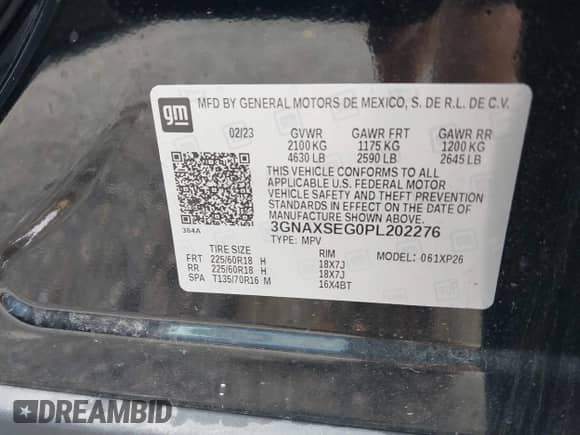 gm
MFD BY GENERAL MOTORS DE MEXICO, S. DE R.L. DE C.V.
02/23 GVWR GAWR FRT GAWR RR
2100 KG 1175 KG 1200 KG
4630 LB 2590 LB 2645 LB
THIS VEHICLE CONFORMS TO ALL
APPLICABLE U.S. FEDERAL MOTOR
VEHICLE SAFETY AND THEFT PREVENTION
STANDARDS IN EFFECT ON THE DATE OF
MANUFACTURE SHOWN ABOVE.
384A 3GNAXSEG0PL202276
TYPE: MPV
TIRE SIZE RIM MODEL: 061XP26
FRT 225/60R18 H 18X7J
RR 225/60R18 H 18X7J
SPA T135/70R16 M 16X4BT
DREAMBID